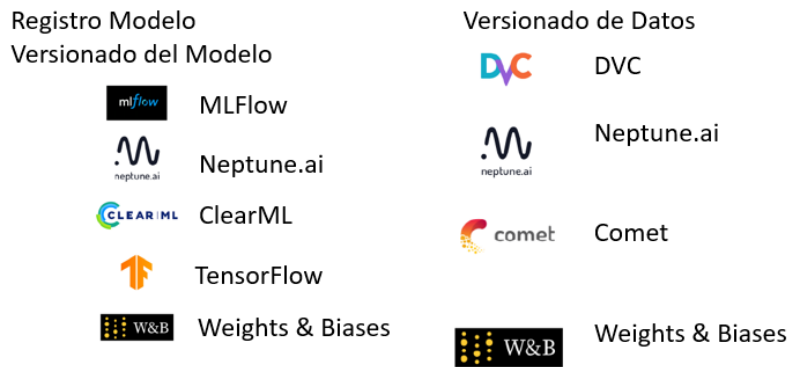 Registro Modelo
Versionado del Modelo
mlflow
MLFlow
neptune.ai
Neptune.ai
CLEAR|ML
ClearML
TF
TensorFlow
W&B
Weights & Biases
Versionado de Datos
DVC
DVC
neptune.ai
Neptune.ai
comet
Comet
W&B
Weights & Biases